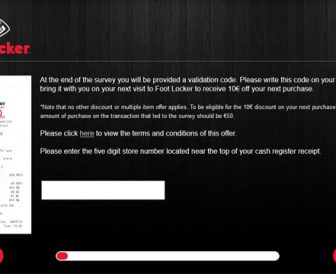 cker
At the end of the survey you will be provided a validation code. Please write this code on your
bring it with you on your next visit to Foot Locker to receive 10€ off your next purchase.
*Note that no other discount or multiple item offer applies. To be eligible for the 10€ discount on your next purchase
amount of purchase on the transaction that led to the survey should be €50.
Please click here to view the terms and conditions of this offer.
Please enter the five digit store number located near the top of your cash register receipt.